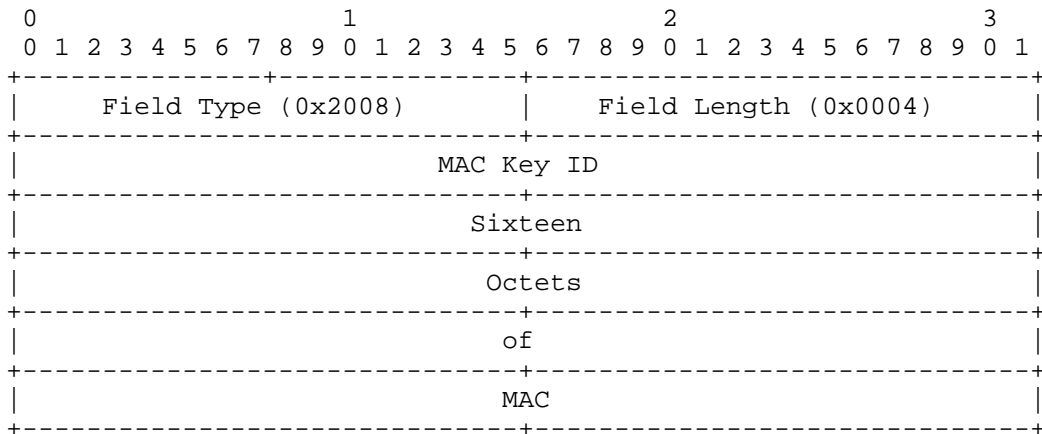 0                   1                   2                   3
0 1 2 3 4 5 6 7 8 9 0 1 2 3 4 5 6 7 8 9 0 1 2 3 4 5 6 7 8 9 0 1
+---------------+---------------+-------------------------------+
|     Field Type (0x2008)       |    Field Length (0x0004)      |
+-------------------------------+-------------------------------+
|                          MAC Key ID                           |
+-------------------------------+-------------------------------+
|                            Sixteen                            |
+-------------------------------+-------------------------------+
|                             Octets                            |
+-------------------------------+-------------------------------+
|                              of                               |
+-------------------------------+-------------------------------+
|                              MAC                              |
+-------------------------------+-------------------------------+